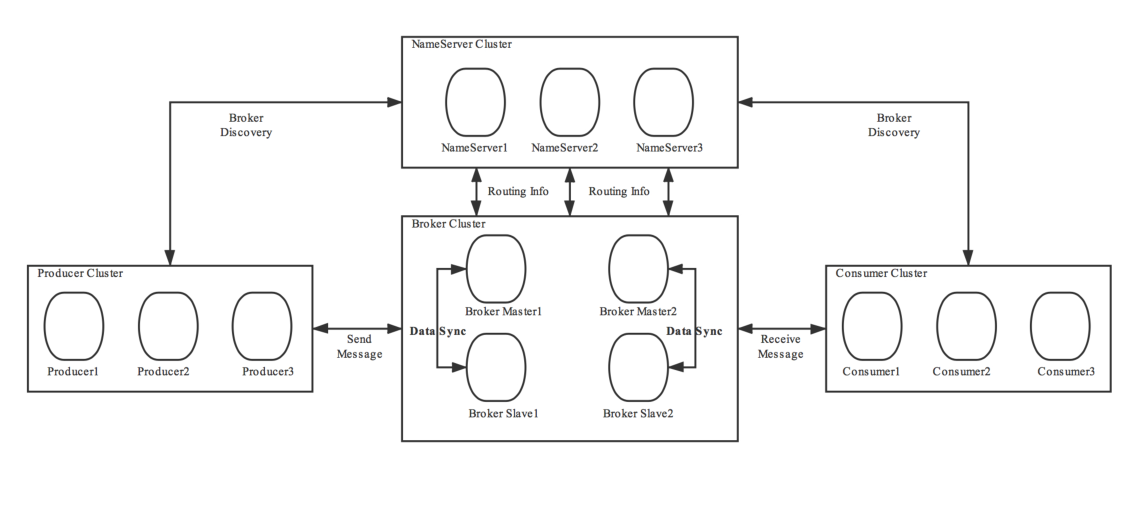 NameServer Cluster
NameServer1
NameServer2
NameServer3
Broker
Discovery
Broker
Discovery
Routing Info
Routing Info
Broker Cluster
Broker Master1
Broker Master2
Data Sync
Data Sync
Broker Slave1
Broker Slave2
Producer Cluster
Producer1
Producer2
Producer3
Send
Message
Receive
Message
Consumer Cluster
Consumer1
Consumer2
Consumer3